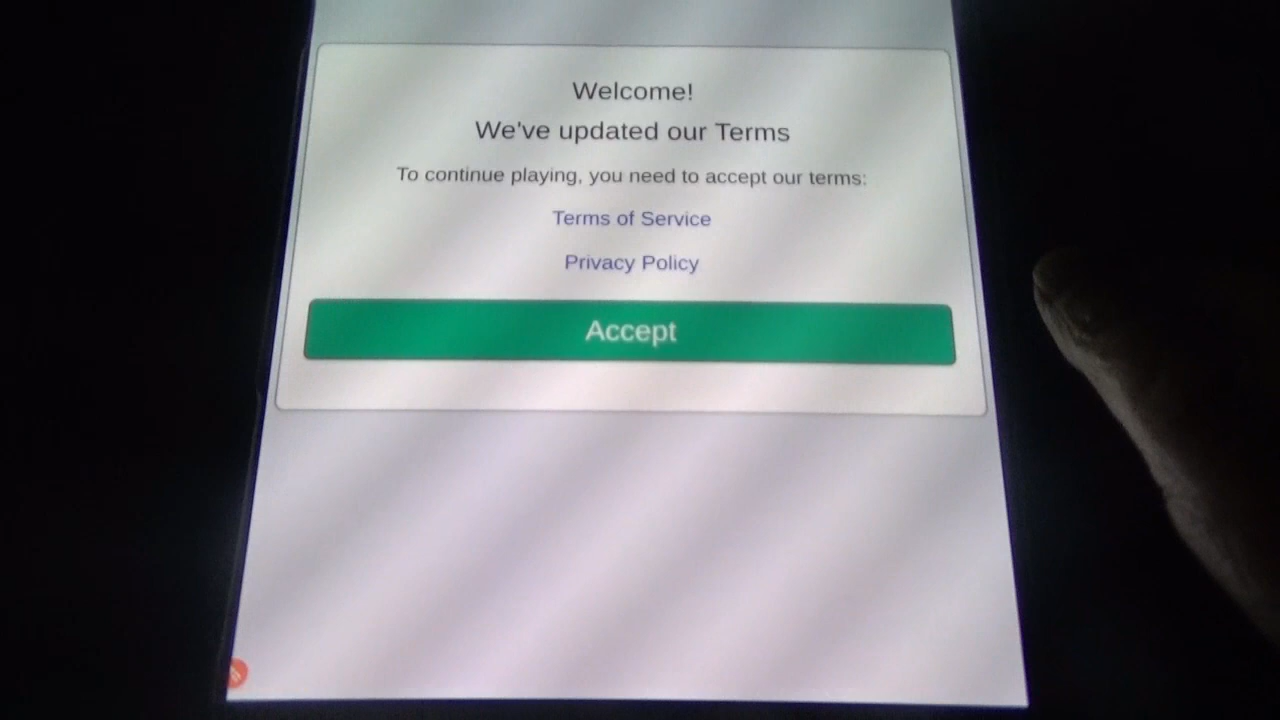 Welcome!
We've updated our Terms
To continue playing, you need to accept our terms:
Terms of Service
Privacy Policy
Accept